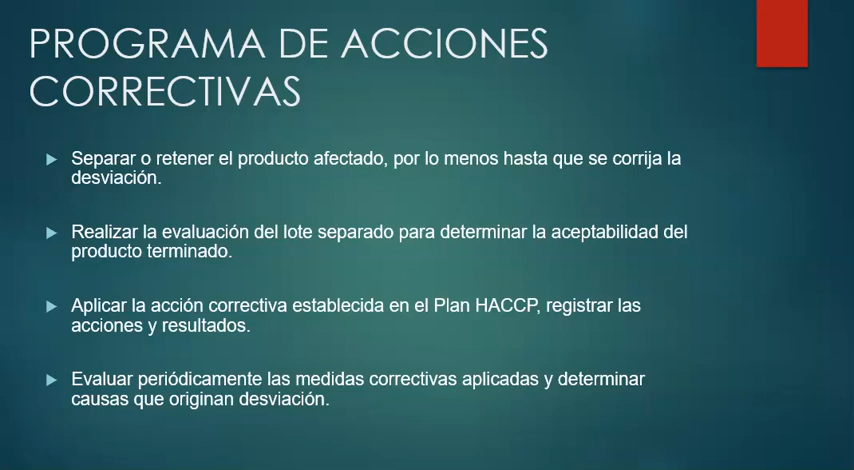 PROGRAMA DE ACCIONES
CORRECTIVAS
Separar o retener el producto afectado, por lo menos hasta que se corrija la
desviación.
Realizar la evaluación del lote separado para determinar la aceptabilidad del
producto terminado.
Aplicar la acción correctiva establecida en el Plan HACCP, registrar las
acciones y resultados.
Evaluar periódicamente las medidas correctivas aplicadas y determinar
causas que originan desviación.